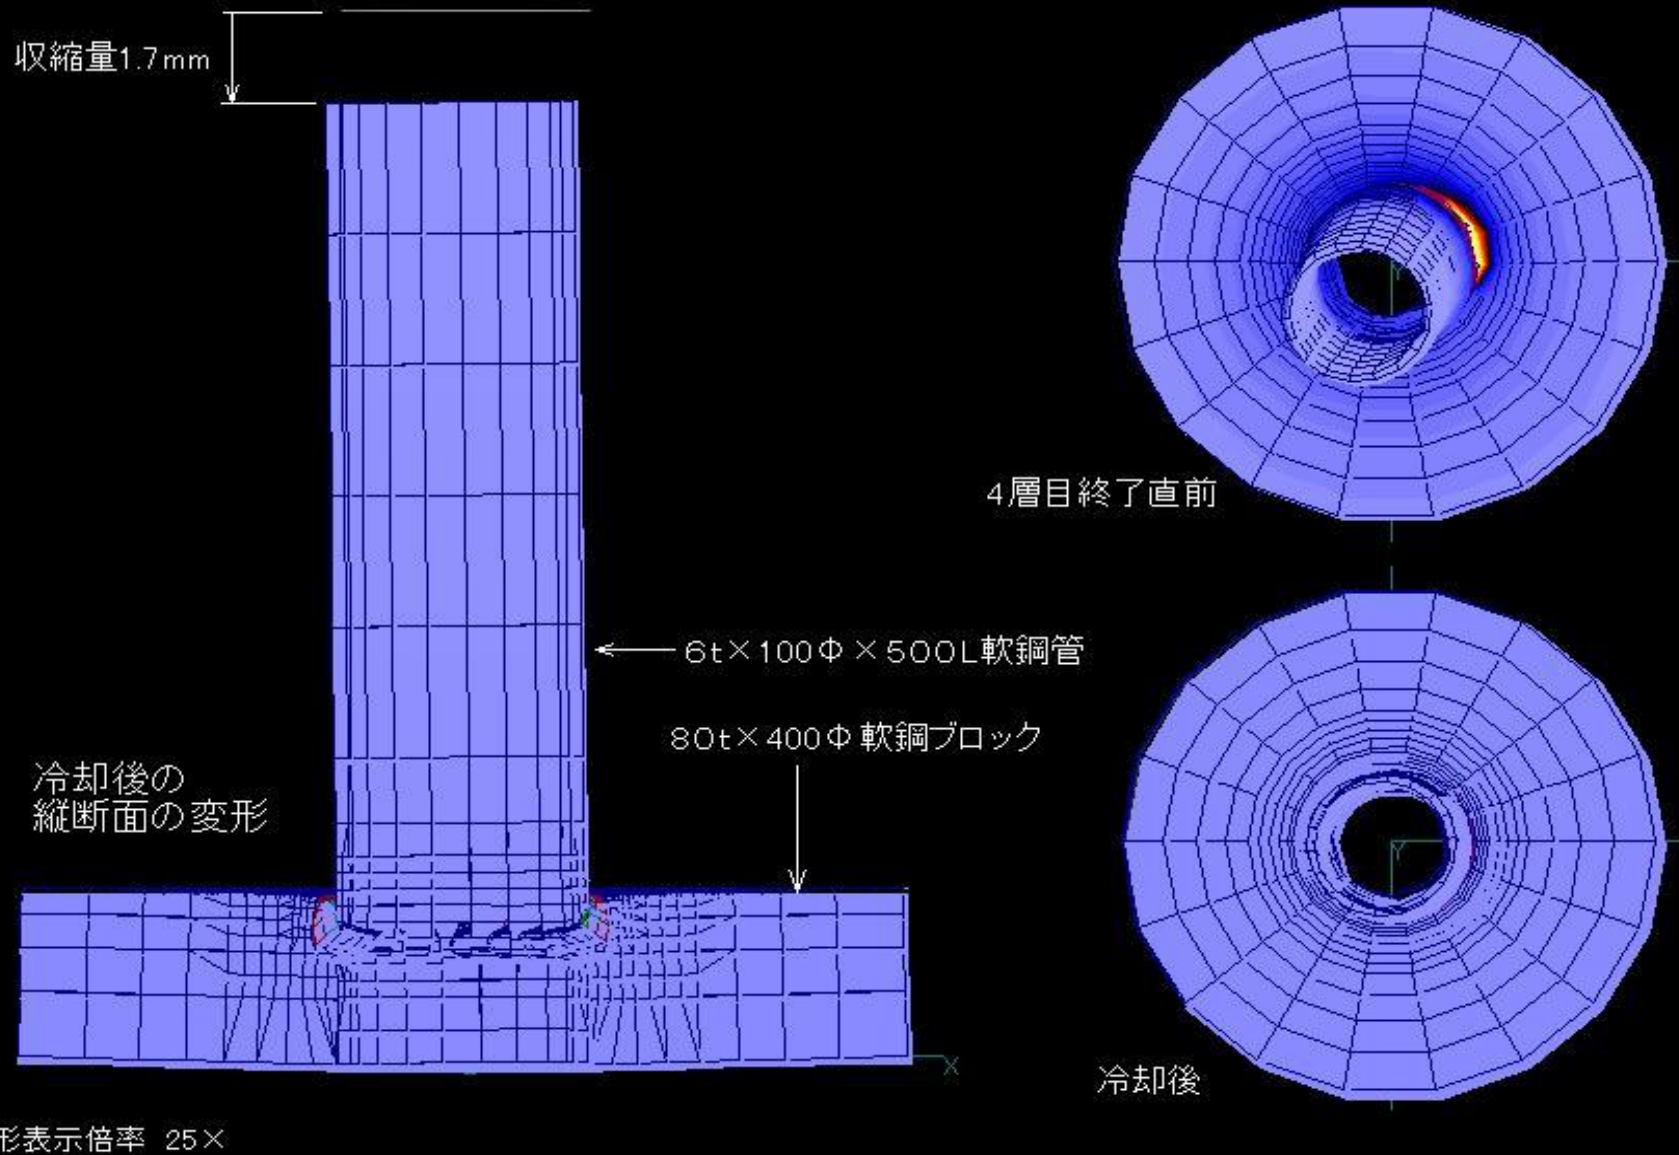 収縮量1.7mm
4層目終了直前
6t×100Φ×500L軟鋼管
80t×400Φ軟鋼ブロック
冷却後の
縦断面の変形
X
Y
Y
冷却後
形表示倍率 25×